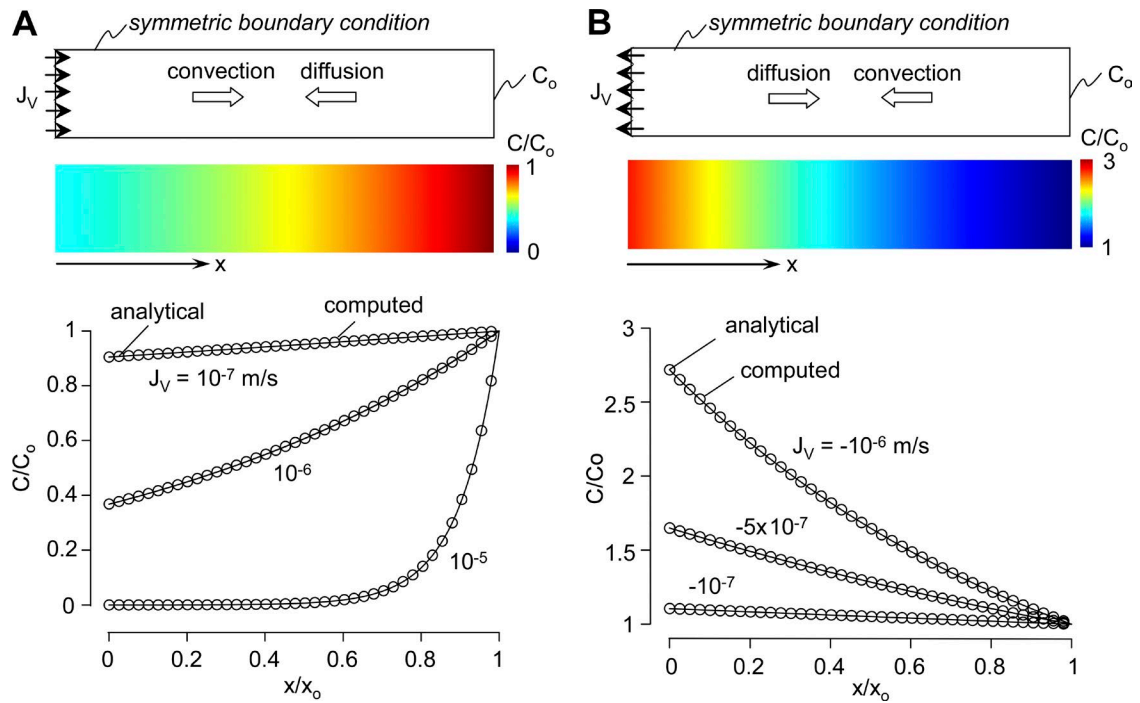 A
symmetric boundary condition
convection
diffusion
J_V
C_o
C/C_o
1
0
x
analytical
computed
J_V = 10^-7 m/s
10^-6
10^-5
C/C_o
1
0.8
0.6
0.4
0.2
0
0 0.2 0.4 0.6 0.8 1
x/x_o
B
symmetric boundary condition
diffusion
convection
J_V
C_o
C/C_o
3
1
x
analytical
computed
J_V = -10^-6 m/s
-5x10^-7
-10^-7
C/Co
3
2.5
2
1.5
1
0 0.2 0.4 0.6 0.8 1
x/x_o